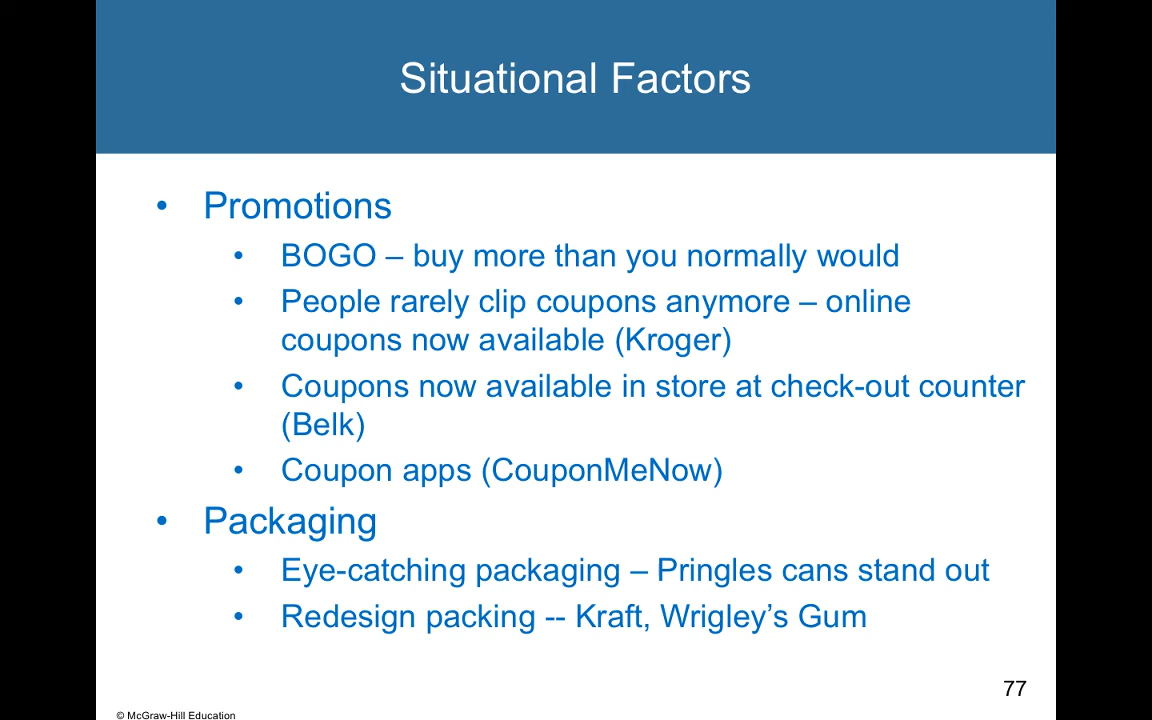 Situational Factors
• Promotions
• BOGO – buy more than you normally would
• People rarely clip coupons anymore – online
coupons now available (Kroger)
• Coupons now available in store at check-out counter
(Belk)
• Coupon apps (CouponMeNow)
• Packaging
• Eye-catching packaging – Pringles cans stand out
• Redesign packing -- Kraft, Wrigley’s Gum
77
© McGraw-Hill Education